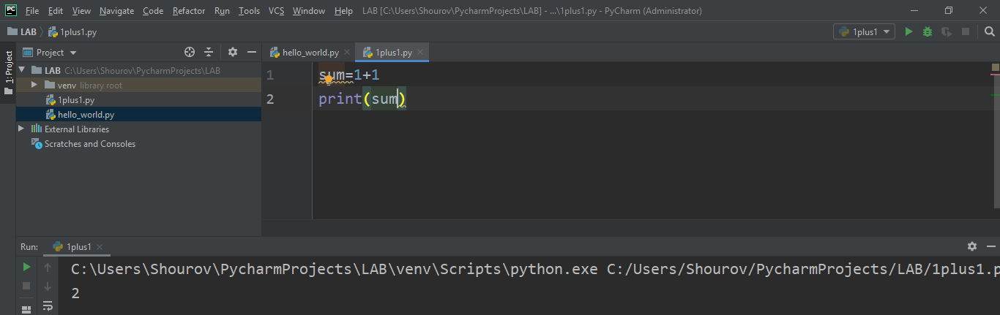 PC File Edit View Navigate Code Refactor Run Tools VCS Window Help LAB [C:\Users\Shourov\PycharmProjects\LAB] - ...\1plus1.py - PyCharm (Administrator)
LAB 1plus1.py 1plus1
1: Project
Project
hello_world.py 1plus1.py
LAB C:\Users\Shourov\PycharmProjects\LAB
venv library root
1plus1.py
hello_world.py
External Libraries
Scratches and Consoles
1 sum=1+1
2 print(sum)
Run: 1plus1
C:\Users\Shourov\PycharmProjects\LAB\venv\Scripts\python.exe C:/Users/Shourov/PycharmProjects/LAB/1plus1.p
2